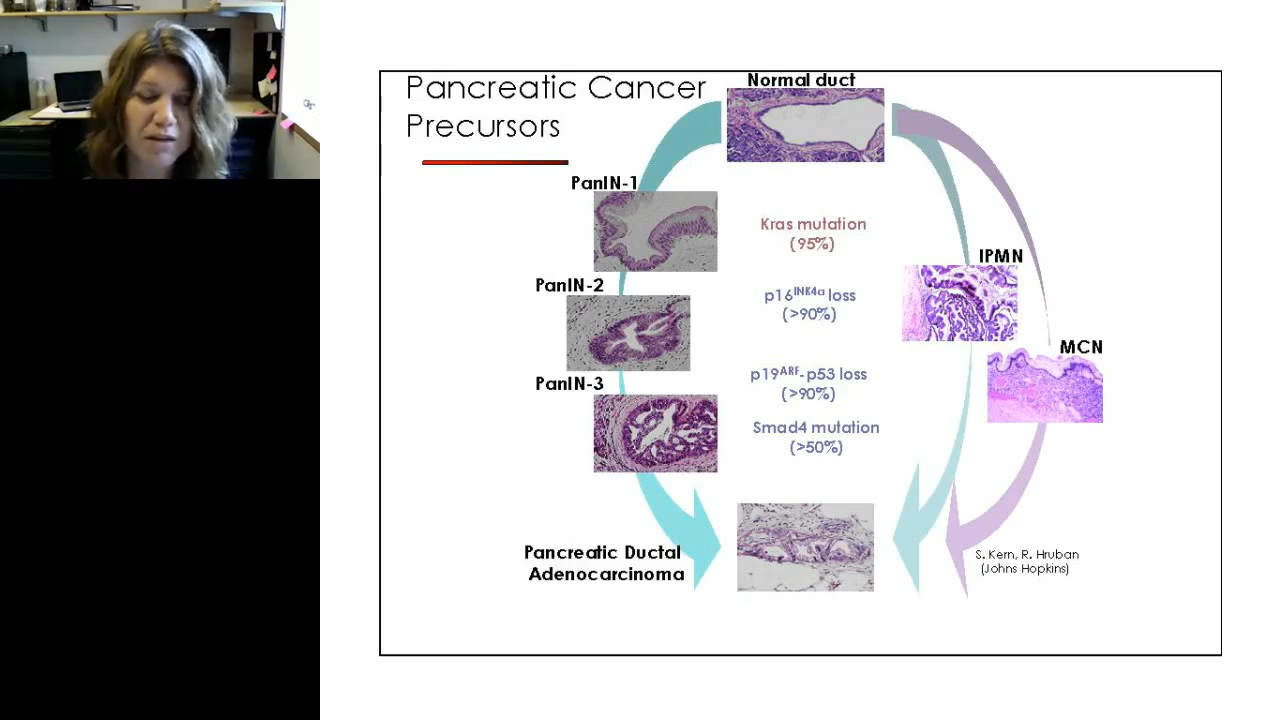 Pancreatic Cancer
Precursors
Normal duct
PanIN-1
Kras mutation
(95%)
IPMN
PanIN-2
p16INK4a loss
(>90%)
MCN
PanIN-3
p19ARF-p53 loss
(>90%)
Smad4 mutation
(>50%)
Pancreatic Ductal
Adenocarcinoma
S. Kern, R. Hruban
(Johns Hopkins)